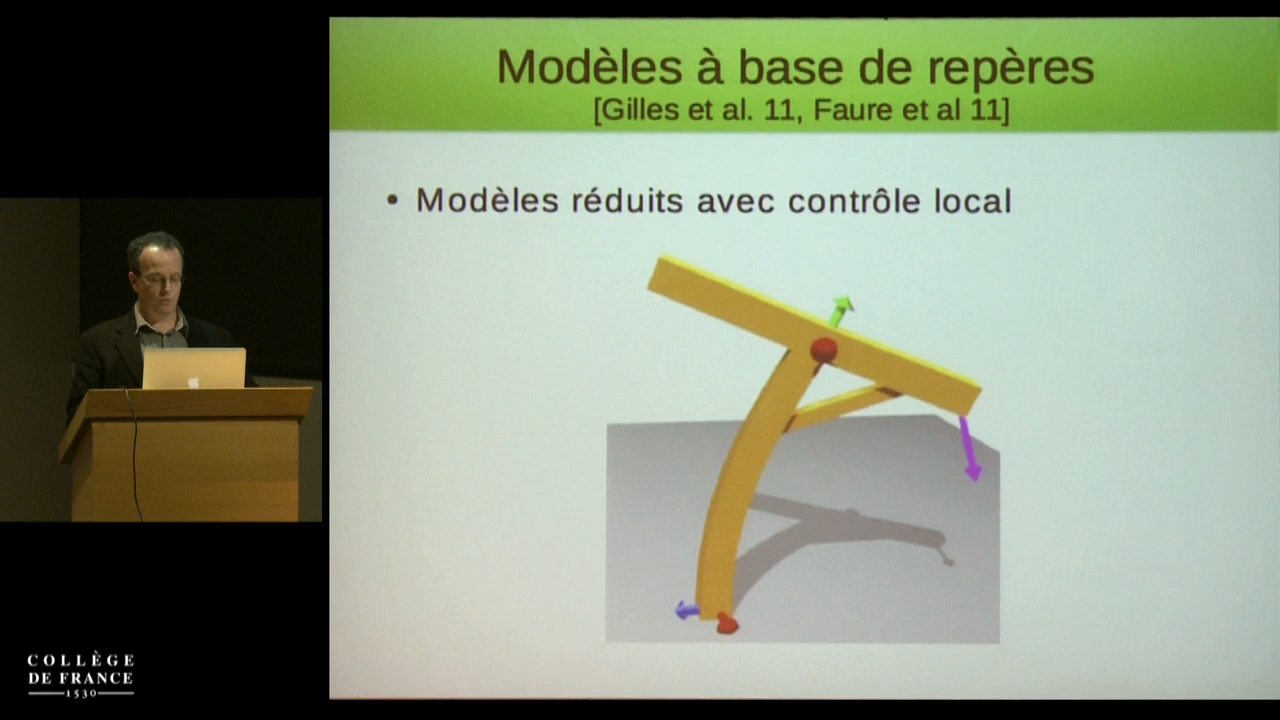 Modèles à base de repères
[Gilles et al. 11, Faure et al 11]
• Modèles réduits avec contrôle local
COLLÈGE
DE FRANCE
1530